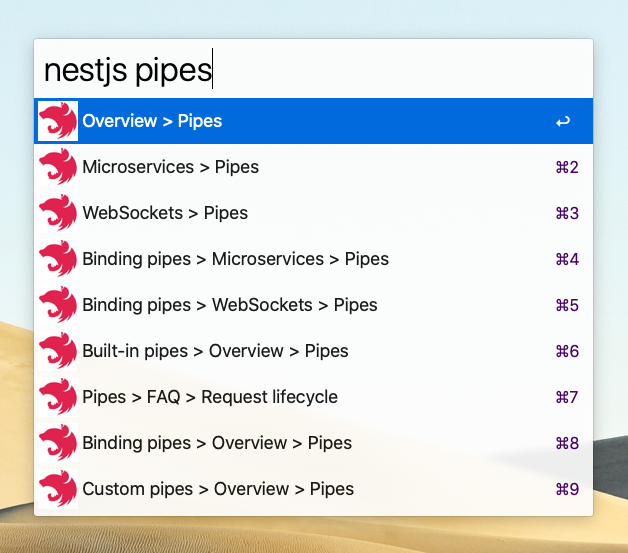 nestjs pipes
Overview > Pipes ↩
Microservices > Pipes ⌘2
WebSockets > Pipes ⌘3
Binding pipes > Microservices > Pipes ⌘4
Binding pipes > WebSockets > Pipes ⌘5
Built-in pipes > Overview > Pipes ⌘6
Pipes > FAQ > Request lifecycle ⌘7
Binding pipes > Overview > Pipes ⌘8
Custom pipes > Overview > Pipes ⌘9